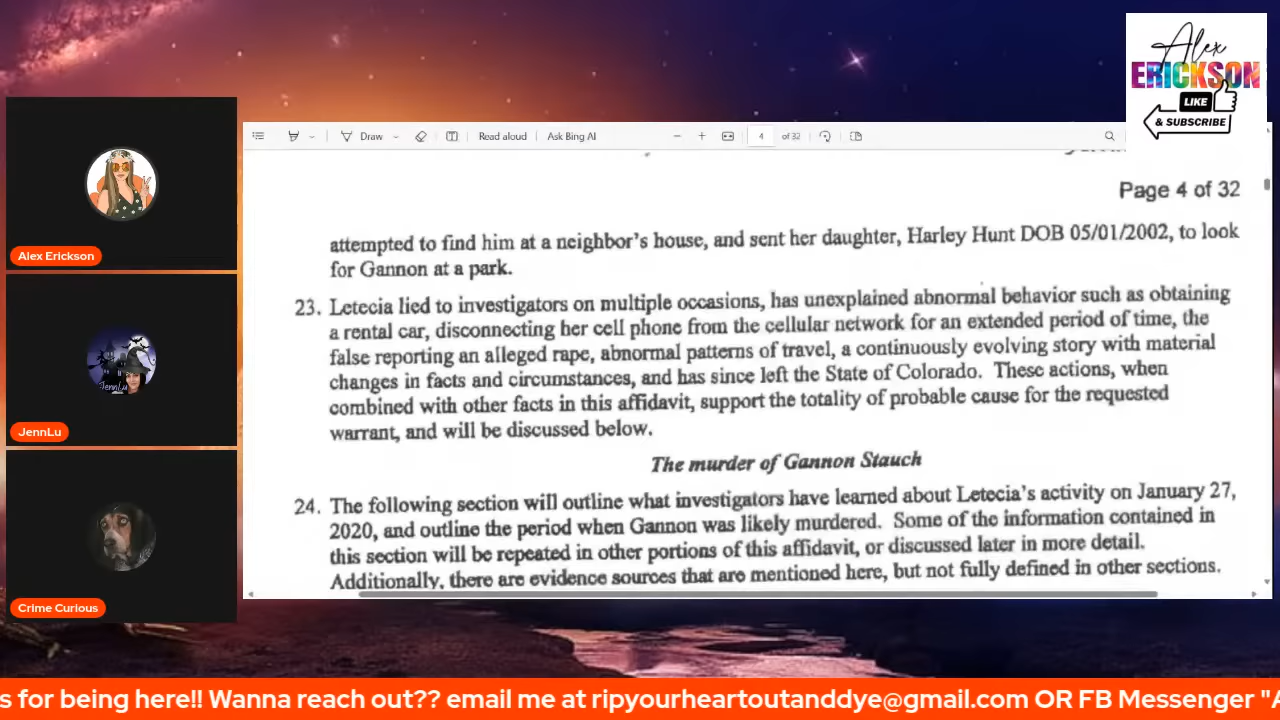 Alex
ERICKSON
LIKE
& SUBSCRIBE
Draw
Read aloud
Ask Bing AI
4
of 32
Page 4 of 32
attempted to find him at a neighbor's house, and sent her daughter, Harley Hunt DOB 05/01/2002, to look
for Gannon at a park.
23. Letecia lied to investigators on multiple occasions, has unexplained abnormal behavior such as obtaining
a rental car, disconnecting her cell phone from the cellular network for an extended period of time, the
false reporting an alleged rape, abnormal patterns of travel, a continuously evolving story with material
changes in facts and circumstances, and has since left the State of Colorado. These actions, when
combined with other facts in this affidavit, support the totality of probable cause for the requested
warrant, and will be discussed below.
The murder of Gannon Stauch
24. The following section will outline what investigators have learned about Letecia's activity on January 27,
2020, and outline the period when Gannon was likely murdered. Some of the information contained in
this section will be repeated in other portions of this affidavit, or discussed later in more detail.
Additionally, there are evidence sources that are mentioned here, but not fully defined in other sections.
Alex Erickson
JennLu
JennLu
Crime Curious
s for being here!! Wanna reach out?? email me at ripyourheartoutanddye@gmail.com OR FB Messenger "A